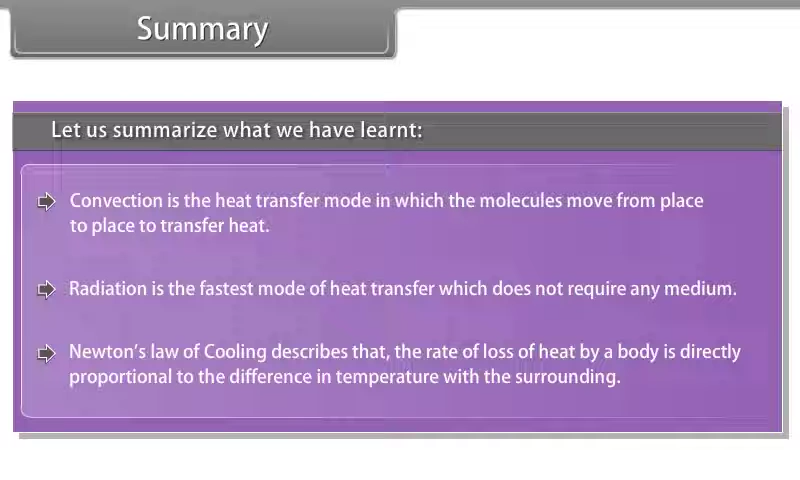 Summary
Let us summarize what we have learnt:
Convection is the heat transfer mode in which the molecules move from place
to place to transfer heat.
Radiation is the fastest mode of heat transfer which does not require any medium.
Newton's law of Cooling describes that, the rate of loss of heat by a body is directly
proportional to the difference in temperature with the surrounding.